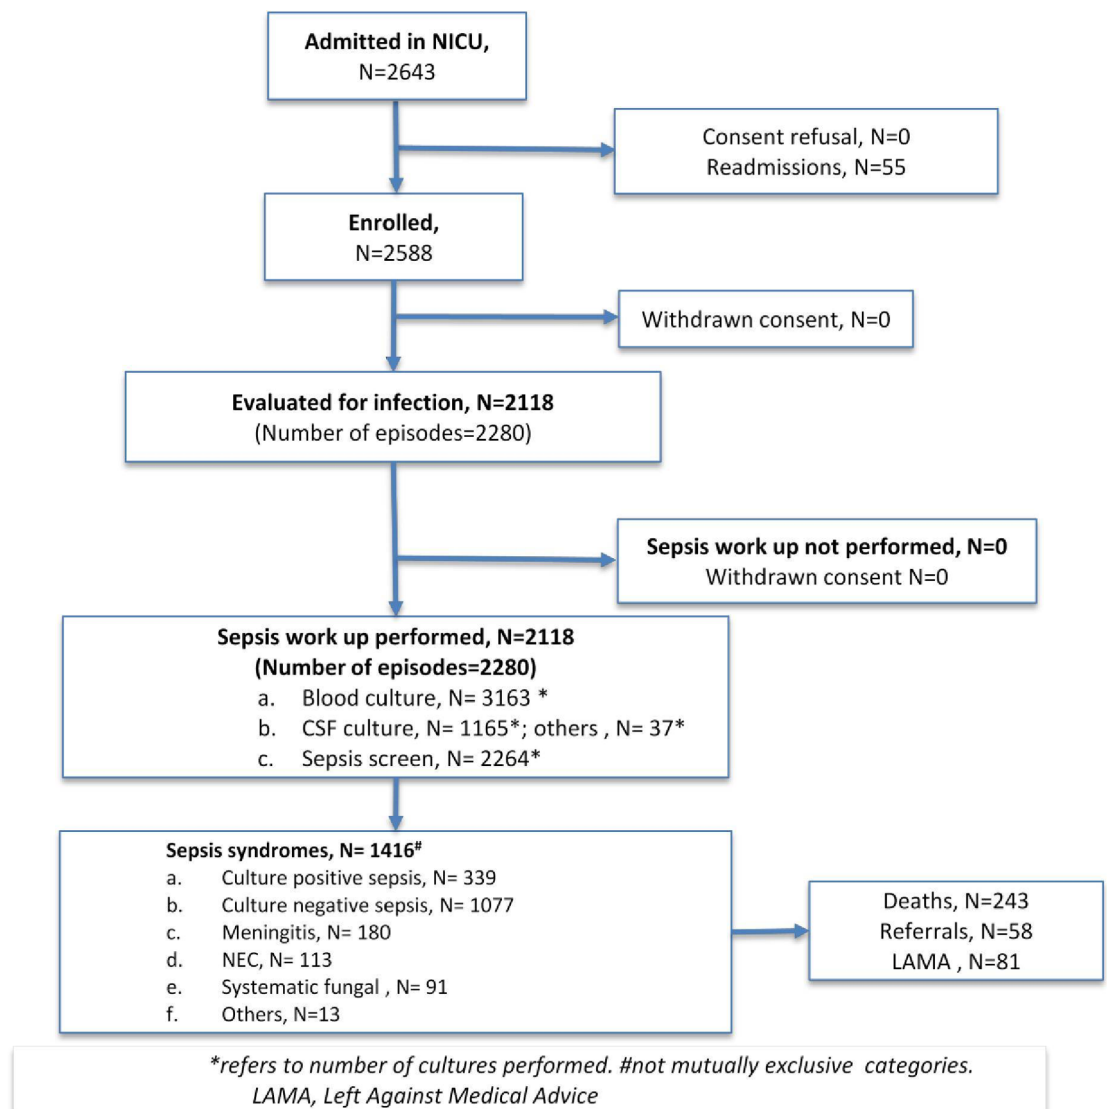 Admitted in NICU,
N=2643
Consent refusal, N=0
Readmissions, N=55
Enrolled,
N=2588
Withdrawn consent, N=0
Evaluated for infection, N=2118
(Number of episodes=2280)
Sepsis work up not performed, N=0
Withdrawn consent N=0
Sepsis work up performed, N=2118
(Number of episodes=2280)
a. Blood culture, N= 3163 *
b. CSF culture, N= 1165*; others , N= 37*
c. Sepsis screen, N= 2264*
Sepsis syndromes, N= 1416#
a. Culture positive sepsis, N= 339
b. Culture negative sepsis, N= 1077
c. Meningitis, N= 180
d. NEC, N= 113
e. Systematic fungal , N= 91
f. Others, N=13
Deaths, N=243
Referrals, N=58
LAMA , N=81
*refers to number of cultures performed. #not mutually exclusive categories.
LAMA, Left Against Medical Advice